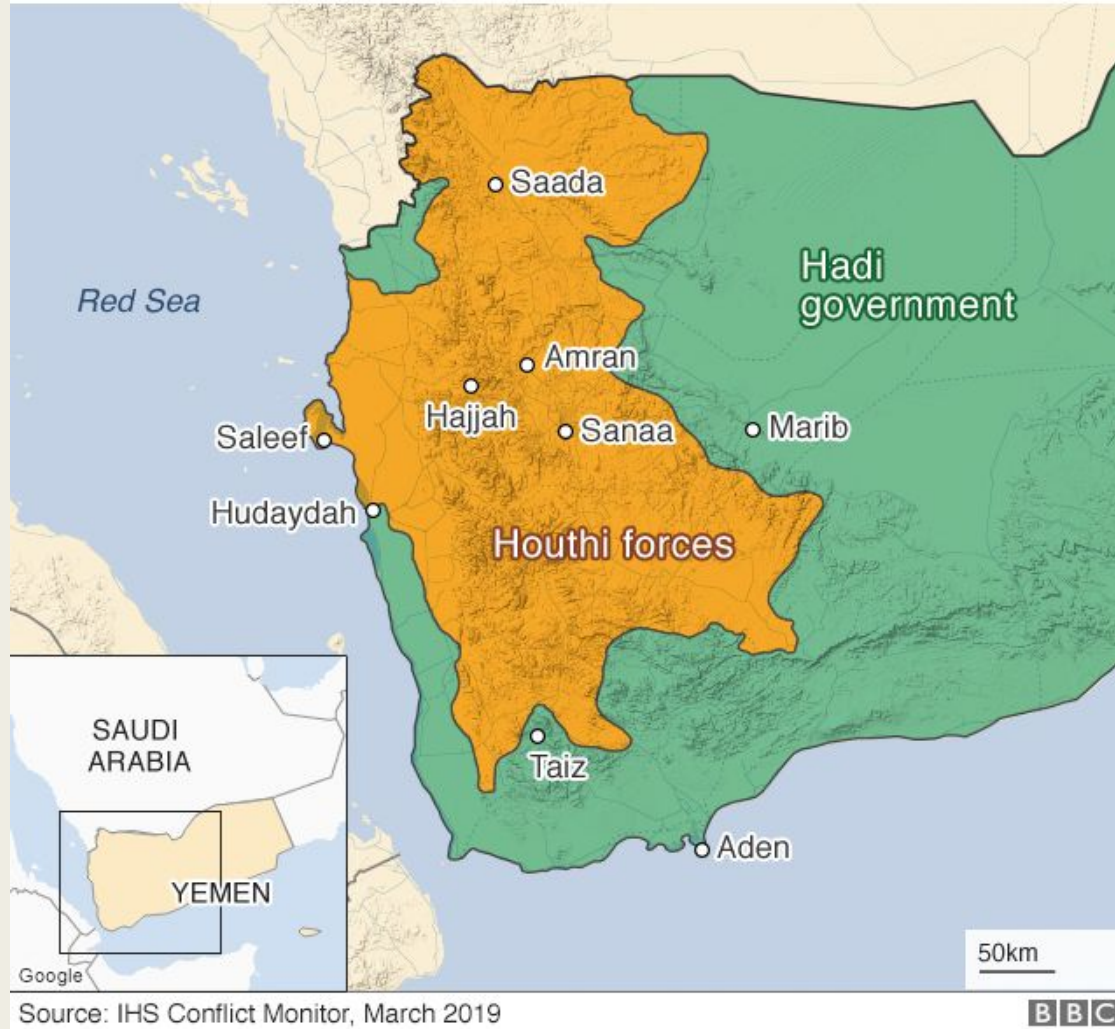 Saada
Hadi
government
Red Sea
Amran
Hajjah
Saleef
Sanaa
Marib
Hudaydah
Houthi forces
SAUDI
ARABIA
Taiz
Aden
YEMEN
50km
Google
Source: IHS Conflict Monitor, March 2019
BBC